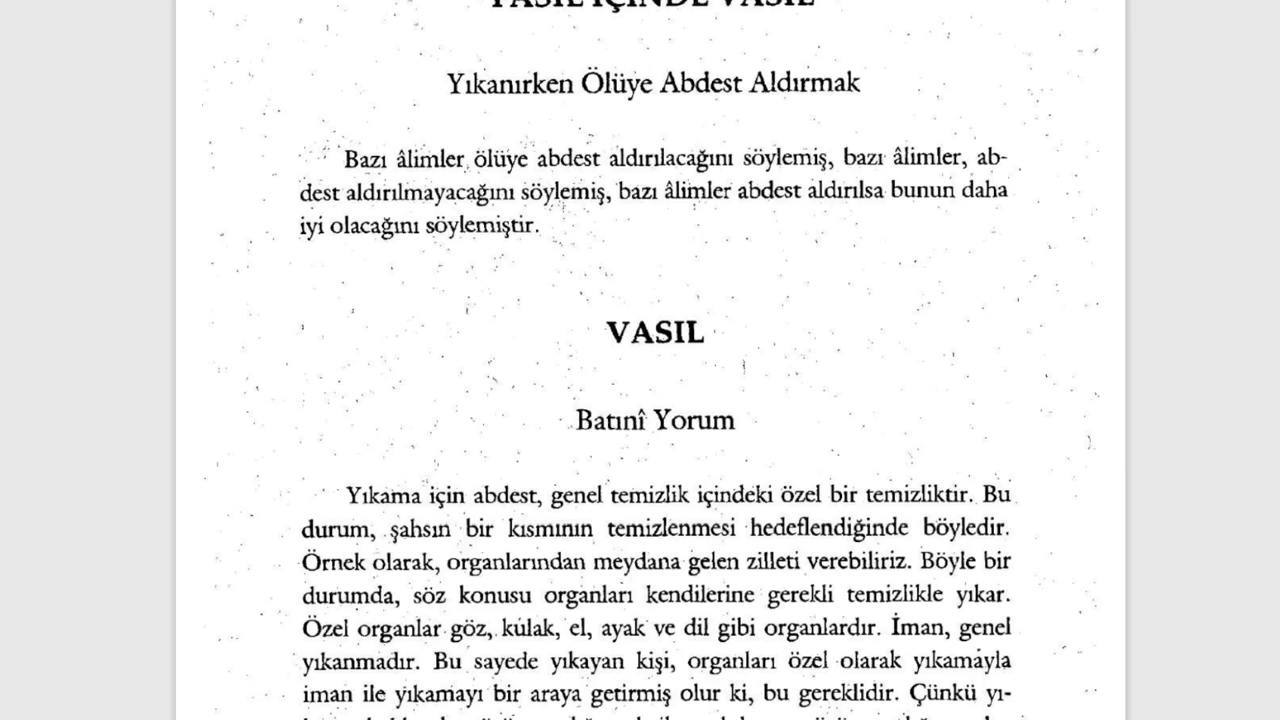 FASIL İÇİNDE VASIL
Yıkanırken Ölüye Abdest Aldırmak
Bazı âlimler ölüye abdest aldırılacağını söylemiş, bazı âlimler, ab-
dest aldırılmayacağını söylemiş, bazı âlimler abdest aldırılsa bunun daha
iyi olacağını söylemiştir.
VASIL
Batınî Yorum
Yıkama için abdest, genel temizlik içindeki özel bir temizliktir. Bu
durum, şahsın bir kısmının temizlenmesi hedeflendiğinde böyledir.
Örnek olarak, organlarından meydana gelen zilleti verebiliriz. Böyle bir
durumda, söz konusu organları kendilerine gerekli temizlikle yıkar.
Özel organlar göz, kulak, el, ayak ve dil gibi organlardır. İman, genel
yıkanmadır. Bu sayede yıkayan kişi, organları özel olarak yıkamayla
iman ile yıkamayı bir araya getirmiş olur ki, bu gereklidir. Çünkü yı-